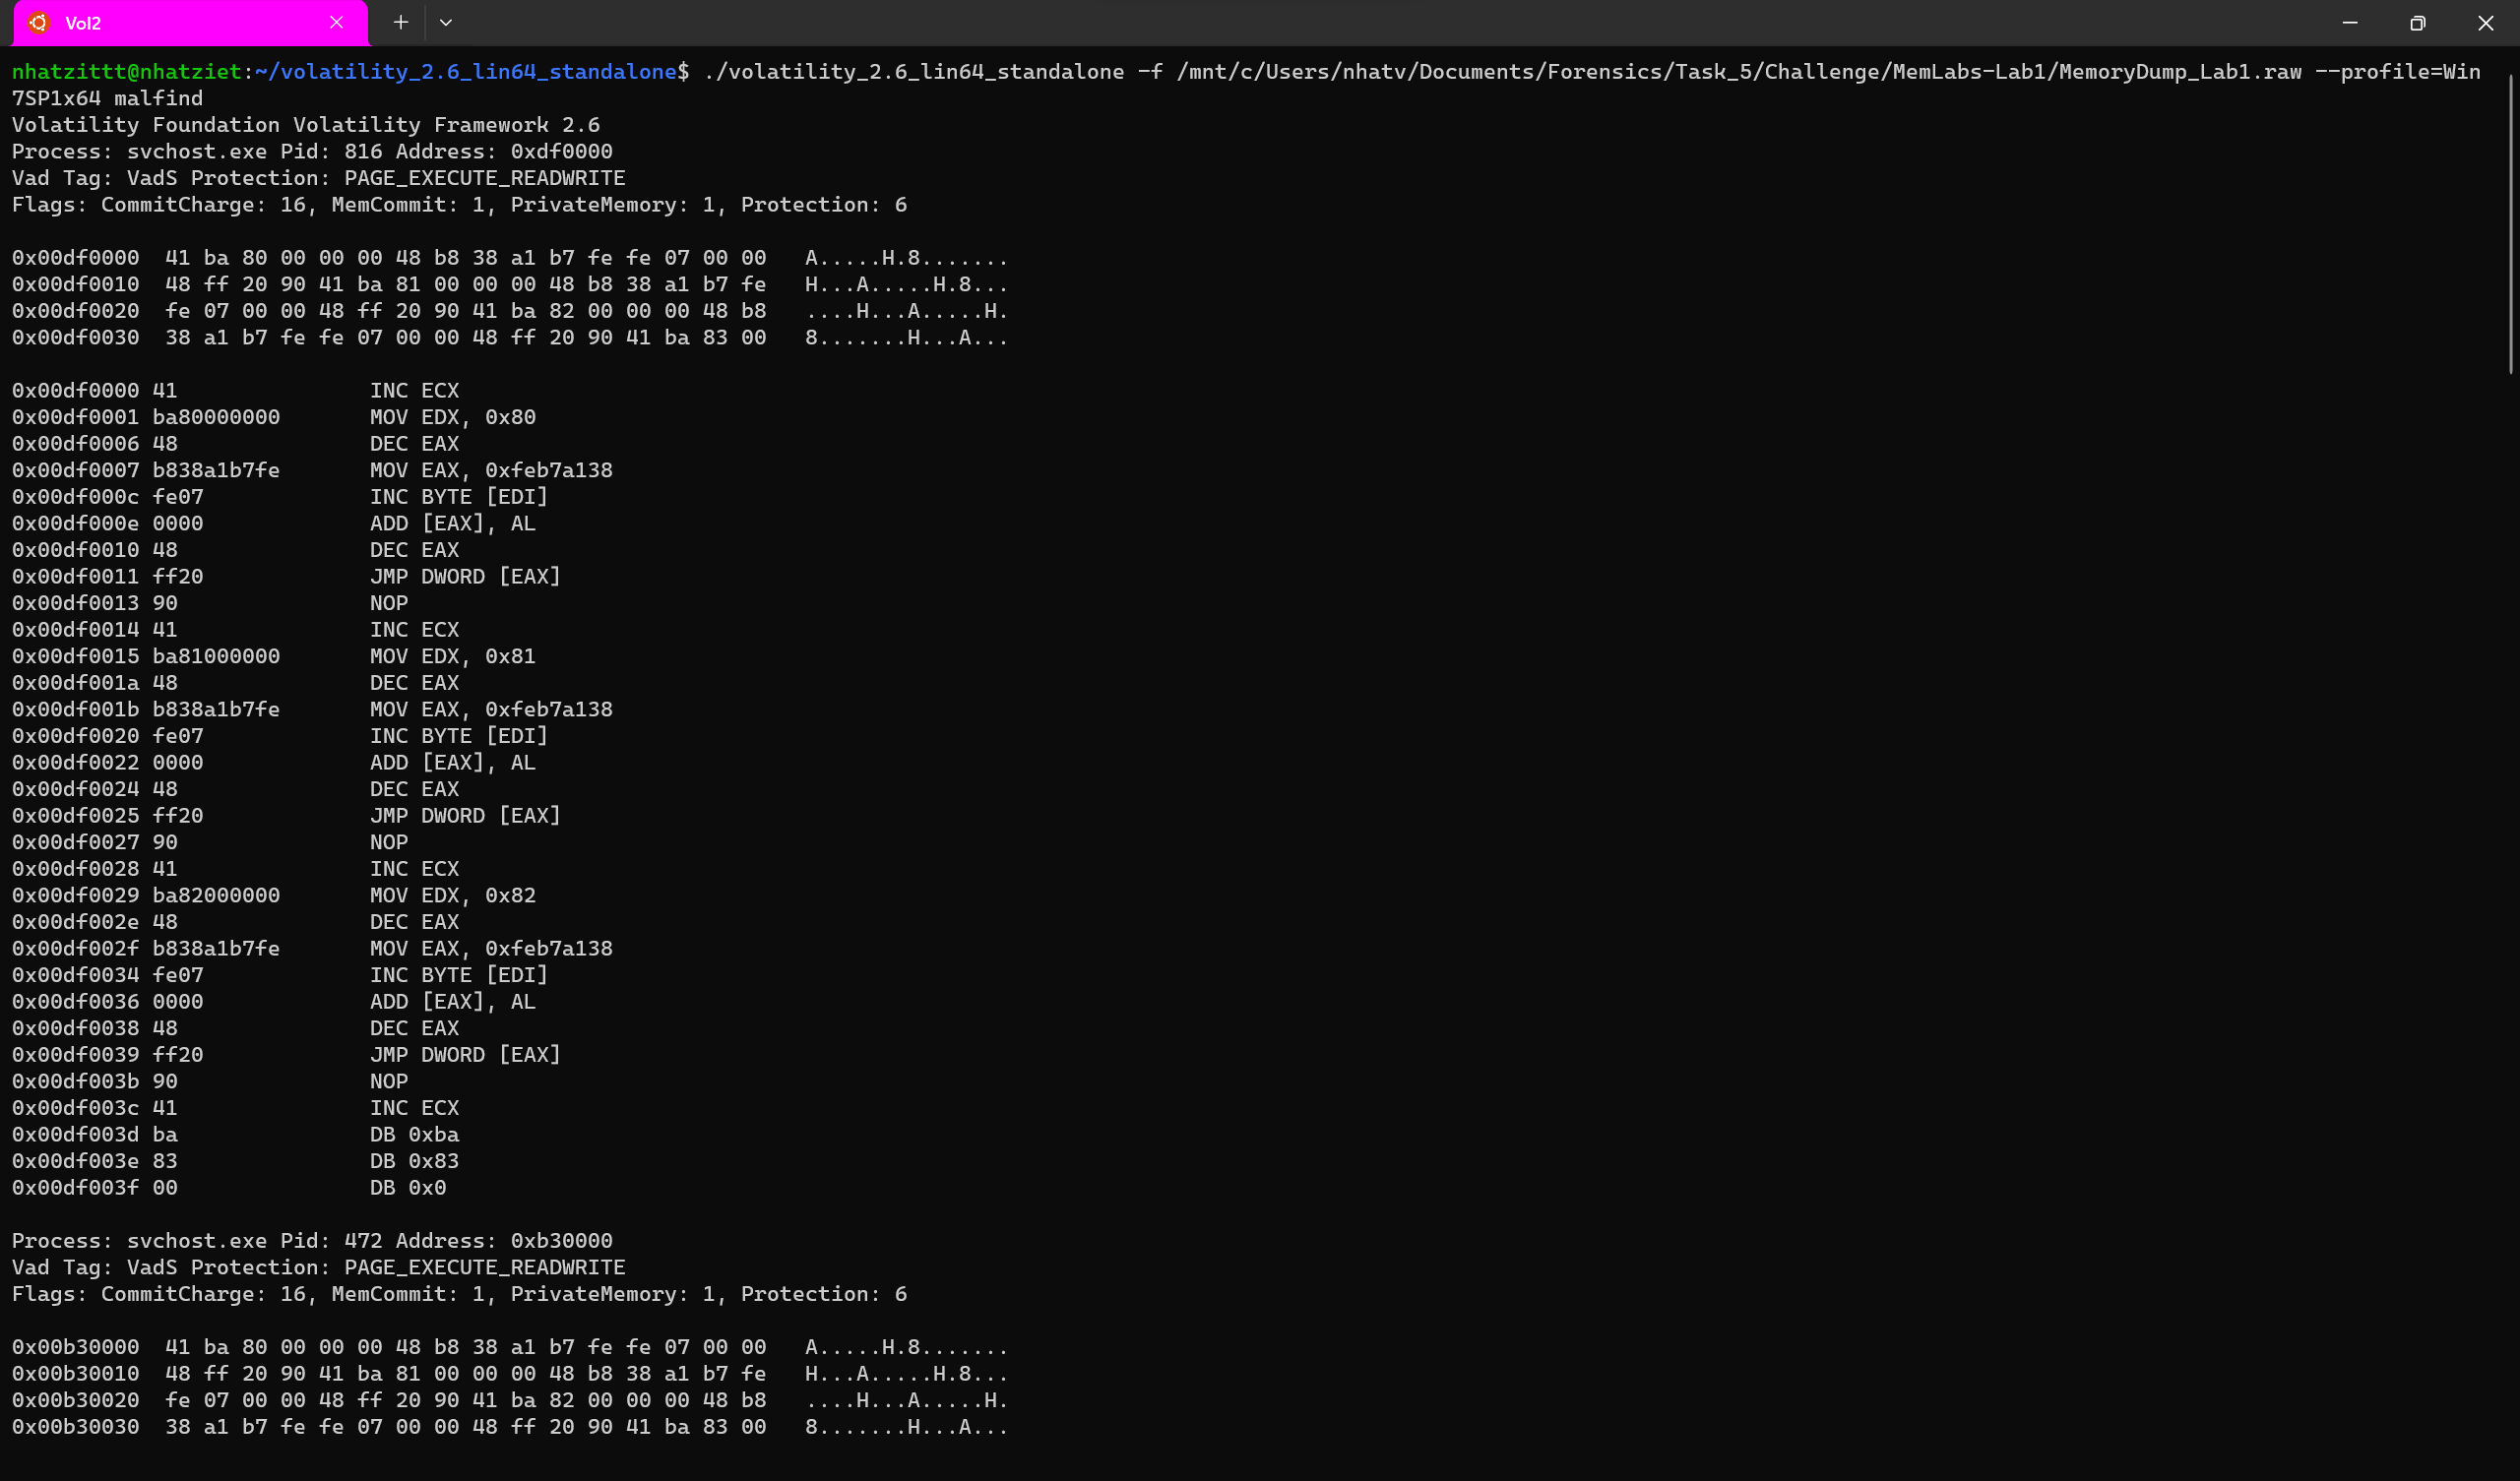 Vol2
nhatzittt@nhatziet:~/volatility_2.6_lin64_standalone$ ./volatility_2.6_lin64_standalone -f /mnt/c/Users/nhatv/Documents/Forensics/Task_5/Challenge/MemLabs-Lab1/MemoryDump_Lab1.raw --profile=Win
7SP1x64 malfind
Volatility Foundation Volatility Framework 2.6
Process: svchost.exe Pid: 816 Address: 0xdf0000
Vad Tag: VadS Protection: PAGE_EXECUTE_READWRITE
Flags: CommitCharge: 16, MemCommit: 1, PrivateMemory: 1, Protection: 6
0x00df0000  41 ba 80 00 00 00 48 b8 38 a1 b7 fe fe 07 00 00   A.....H.8.......
0x00df0010  48 ff 20 90 41 ba 81 00 00 00 48 b8 38 a1 b7 fe   H...A.....H.8...
0x00df0020  fe 07 00 00 48 ff 20 90 41 ba 82 00 00 00 48 b8   ....H...A.....H.
0x00df0030  38 a1 b7 fe fe 07 00 00 48 ff 20 90 41 ba 83 00   8.......H...A...
0x00df0000 41               INC ECX
0x00df0001 ba80000000       MOV EDX, 0x80
0x00df0006 48               DEC EAX
0x00df0007 b838a1b7fe       MOV EAX, 0xfeb7a138
0x00df000c fe07             INC BYTE [EDI]
0x00df000e 0000             ADD [EAX], AL
0x00df0010 48               DEC EAX
0x00df0011 ff20             JMP DWORD [EAX]
0x00df0013 90               NOP
0x00df0014 41               INC ECX
0x00df0015 ba81000000       MOV EDX, 0x81
0x00df001a 48               DEC EAX
0x00df001b b838a1b7fe       MOV EAX, 0xfeb7a138
0x00df0020 fe07             INC BYTE [EDI]
0x00df0022 0000             ADD [EAX], AL
0x00df0024 48               DEC EAX
0x00df0025 ff20             JMP DWORD [EAX]
0x00df0027 90               NOP
0x00df0028 41               INC ECX
0x00df0029 ba82000000       MOV EDX, 0x82
0x00df002e 48               DEC EAX
0x00df002f b838a1b7fe       MOV EAX, 0xfeb7a138
0x00df0034 fe07             INC BYTE [EDI]
0x00df0036 0000             ADD [EAX], AL
0x00df0038 48               DEC EAX
0x00df0039 ff20             JMP DWORD [EAX]
0x00df003b 90               NOP
0x00df003c 41               INC ECX
0x00df003d ba               DB 0xba
0x00df003e 83               DB 0x83
0x00df003f 00               DB 0x0
Process: svchost.exe Pid: 472 Address: 0xb30000
Vad Tag: VadS Protection: PAGE_EXECUTE_READWRITE
Flags: CommitCharge: 16, MemCommit: 1, PrivateMemory: 1, Protection: 6
0x00b30000  41 ba 80 00 00 00 48 b8 38 a1 b7 fe fe 07 00 00   A.....H.8.......
0x00b30010  48 ff 20 90 41 ba 81 00 00 00 48 b8 38 a1 b7 fe   H...A.....H.8...
0x00b30020  fe 07 00 00 48 ff 20 90 41 ba 82 00 00 00 48 b8   ....H...A.....H.
0x00b30030  38 a1 b7 fe fe 07 00 00 48 ff 20 90 41 ba 83 00   8.......H...A...